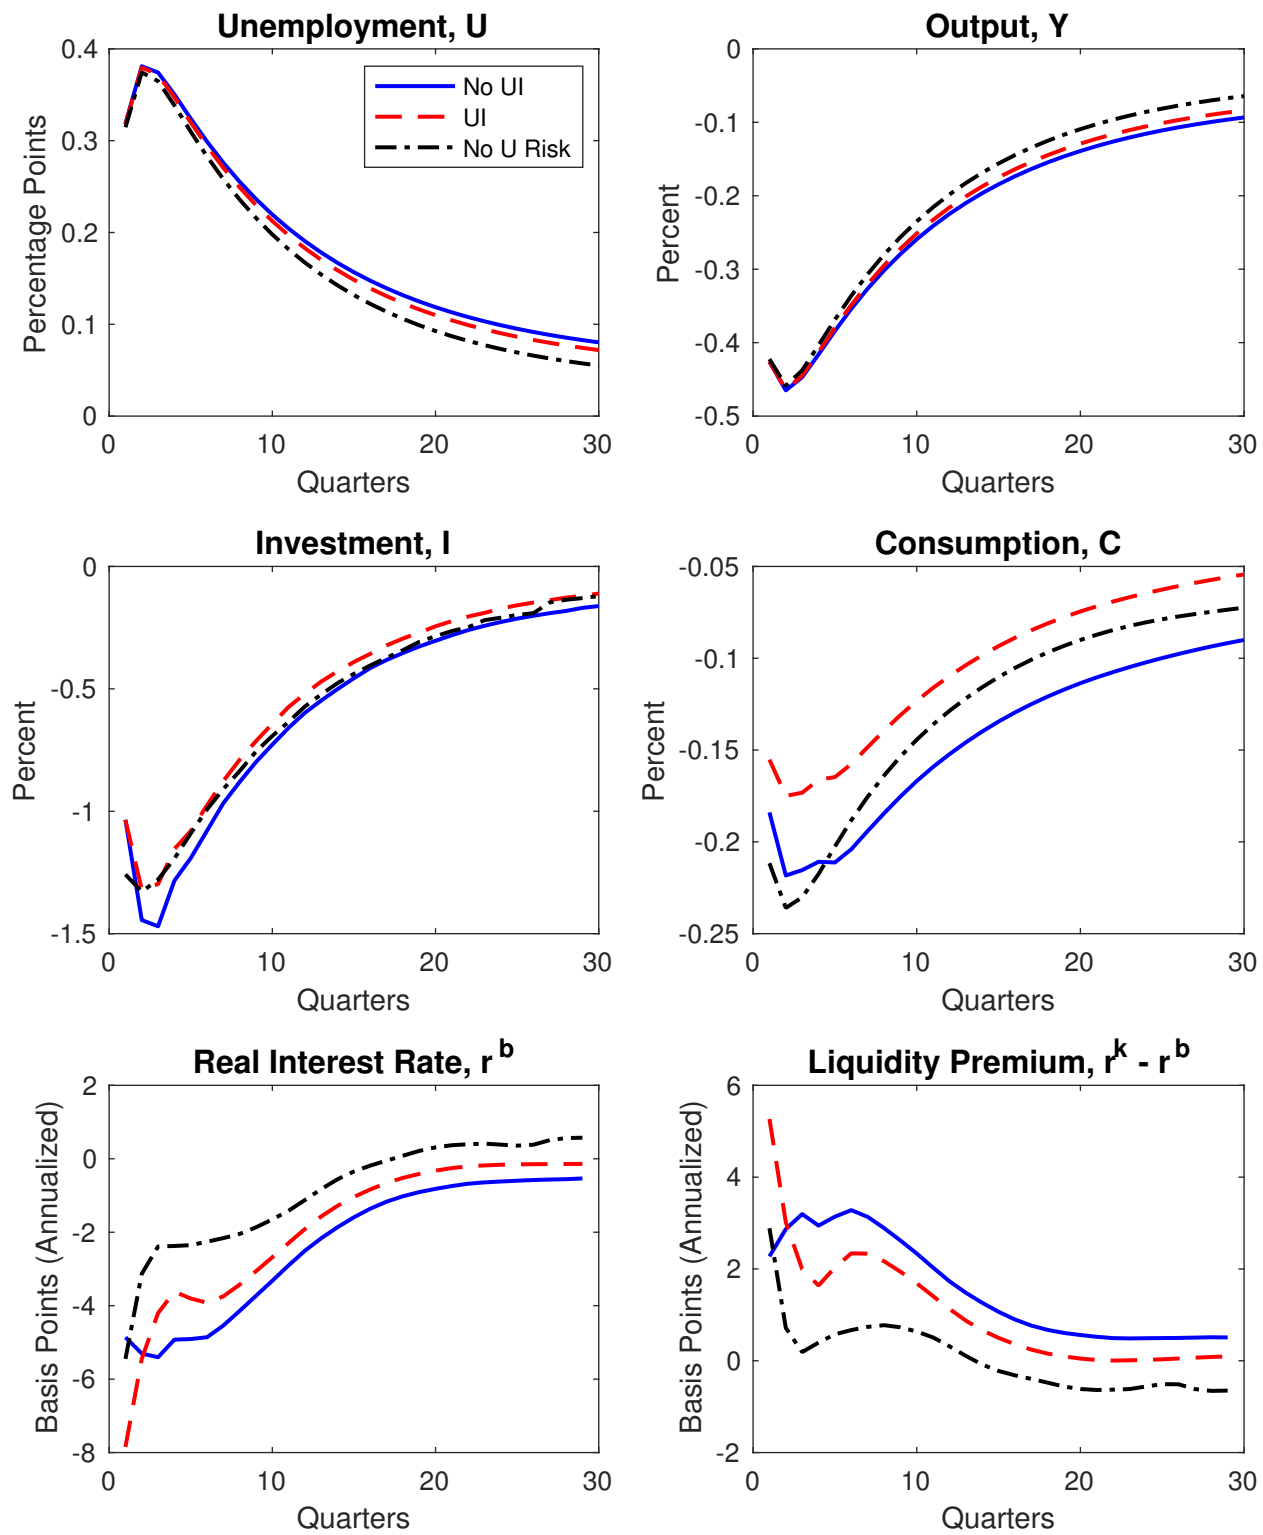 Unemployment, U
Percentage Points
0.4
0.3
0.2
0.1
0
0
10
20
30
Quarters
No UI
UI
No U Risk
Output, Y
Percent
0
-0.1
-0.2
-0.3
-0.4
-0.5
0
10
20
30
Quarters
Investment, I
Percent
0
-0.5
-1
-1.5
0
10
20
30
Quarters
Consumption, C
Percent
-0.05
-0.1
-0.15
-0.2
-0.25
0
10
20
30
Quarters
Real Interest Rate, r^b
Basis Points (Annualized)
2
0
-2
-4
-6
-8
0
10
20
30
Quarters
Liquidity Premium, r^k - r^b
Basis Points (Annualized)
6
4
2
0
-2
0
10
20
30
Quarters